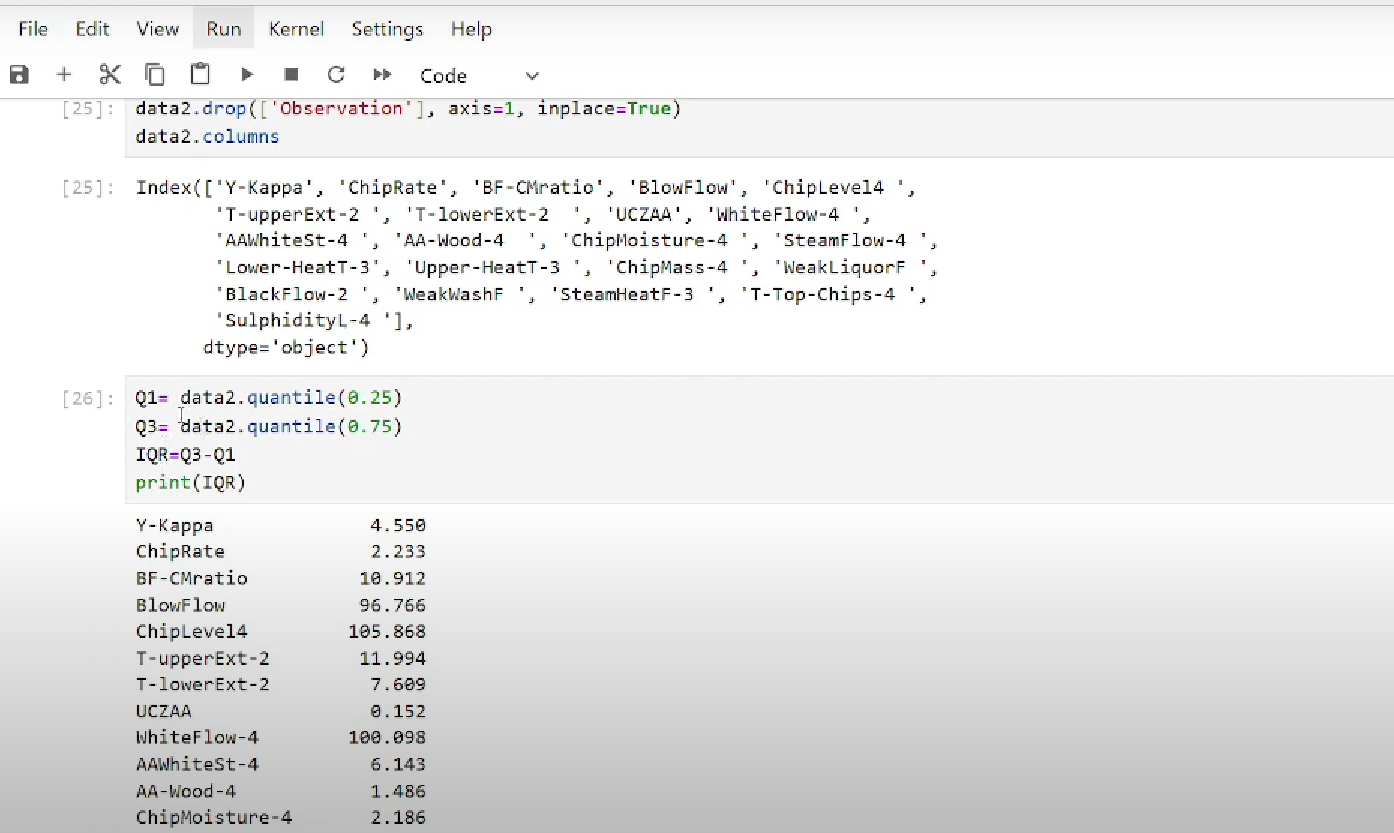 File Edit View Run Kernel Settings Help
Code
[25]: data2.drop(['Observation'], axis=1, inplace=True)
data2.columns
[25]: Index(['Y-Kappa', 'ChipRate', 'BF-CMratio', 'BlowFlow', 'ChipLevel4 ',
'T-upperExt-2 ', 'T-lowerExt-2  ', 'UCZAA', 'WhiteFlow-4 ',
'AAWhiteSt-4 ', 'AA-Wood-4  ', 'ChipMoisture-4 ', 'SteamFlow-4 ',
'Lower-HeatT-3', 'Upper-HeatT-3 ', 'ChipMass-4 ', 'WeakLiquorF ',
'BlackFlow-2 ', 'WeakWashF ', 'SteamHeatF-3 ', 'T-Top-Chips-4 ',
'SulphidityL-4 '],
dtype='object')
[26]: Q1= data2.quantile(0.25)
Q3= data2.quantile(0.75)
IQR=Q3-Q1
print(IQR)
Y-Kappa 4.550
ChipRate 2.233
BF-CMratio 10.912
BlowFlow 96.766
ChipLevel4 105.868
T-upperExt-2 11.994
T-lowerExt-2 7.609
UCZAA 0.152
WhiteFlow-4 100.098
AAWhiteSt-4 6.143
AA-Wood-4 1.486
ChipMoisture-4 2.186